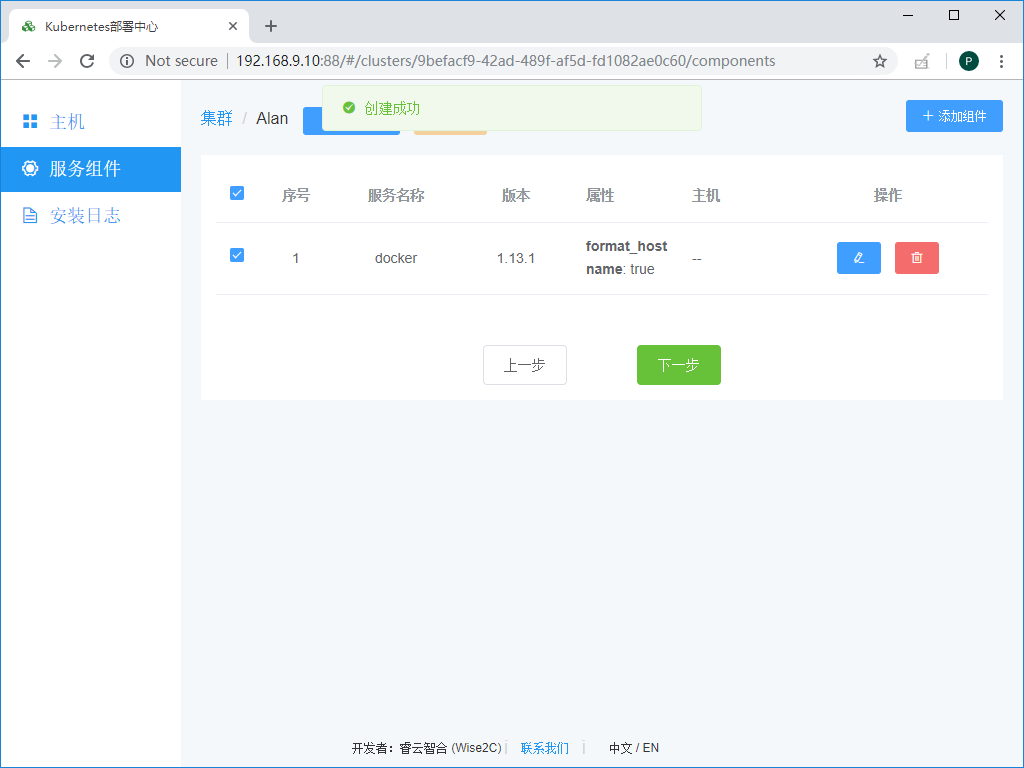 Kubernetes部署中心
Not secure
192.168.9.10:88/#/clusters/9befacf9-42ad-489f-af5d-fd1082ae0c60/components
P
创建成功
主机
服务组件
安装日志
集群 / Alan
+ 添加组件
序号 服务名称 版本 属性 主机 操作
1 docker 1.13.1 format_host
name: true --
上一步 下一步
开发者：睿云智合 (Wise2C) | 联系我们 | 中文 / EN